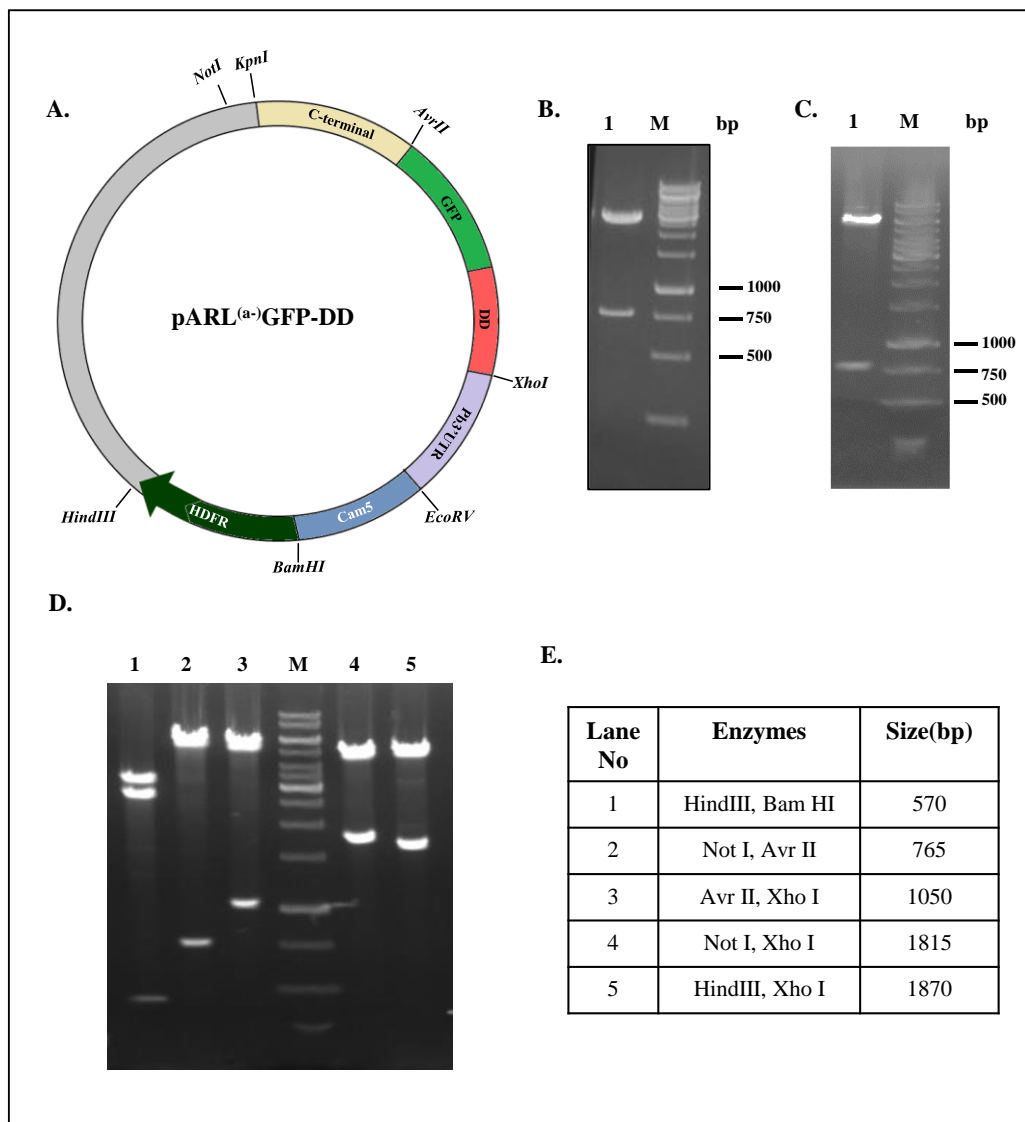 A.
NotI
KpnI
C-terminal
AvrII
GFP
DD
XhoI
Pb3'UTR
EcoRV
Cam5
BamHI
HDFR
HindIII
pARL(a-)GFP-DD
B.
1 M bp
1000
750
500
C.
1 M bp
1000
750
500
D.
1 2 3 M 4 5
E.
Lane No Enzymes Size(bp)
1 HindIII, Bam HI 570
2 Not I, Avr II 765
3 Avr II, Xho I 1050
4 Not I, Xho I 1815
5 HindIII, Xho I 1870